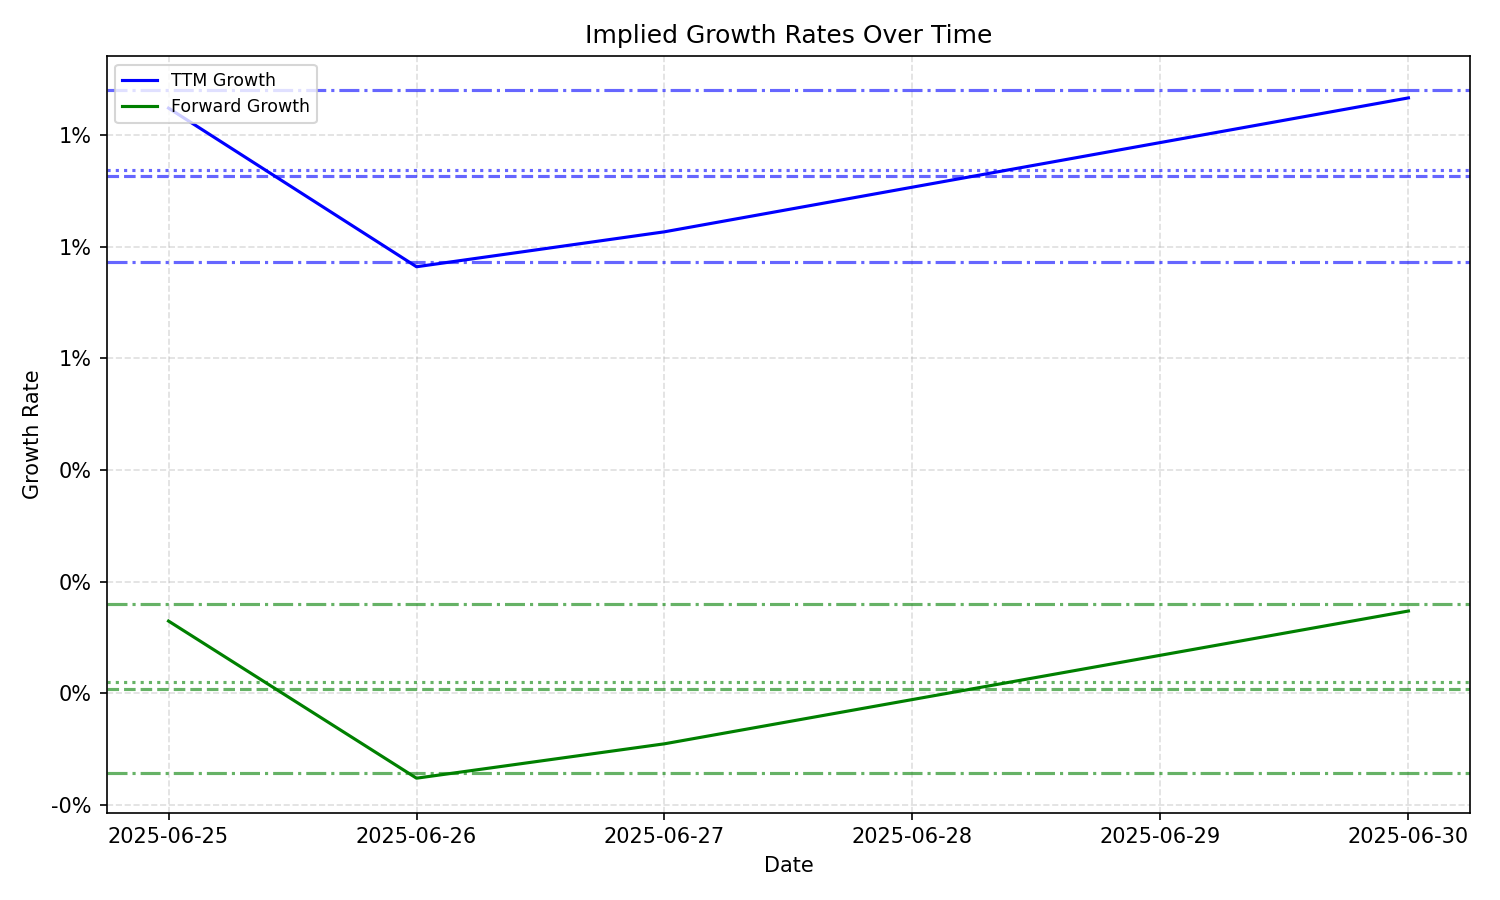 Implied Growth Rates Over Time
TTM Growth
Forward Growth
1%
1%
1%
0%
0%
0%
-0%
Growth Rate
2025-06-25
2025-06-26
2025-06-27
2025-06-28
2025-06-29
2025-06-30
Date